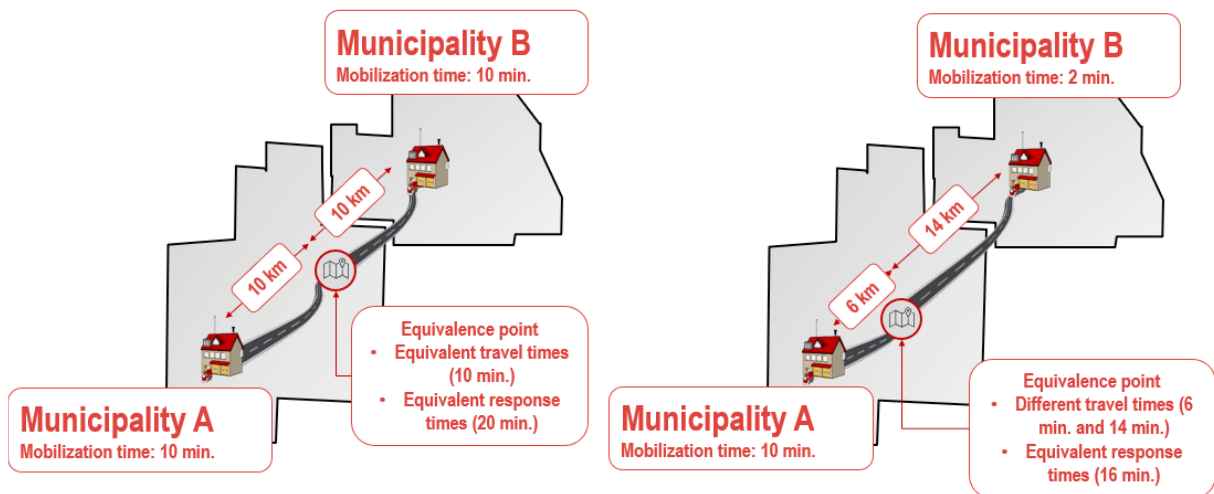 Municipality B
Mobilization time: 10 min.
10 km
10 km
Equivalence point
• Equivalent travel times
(10 min.)
• Equivalent response
times (20 min.)
Municipality A
Mobilization time: 10 min.
Municipality B
Mobilization time: 2 min.
14 km
6 km
Equivalence point
• Different travel times (6
min. and 14 min.)
• Equivalent response
times (16 min.)
Municipality A
Mobilization time: 10 min.